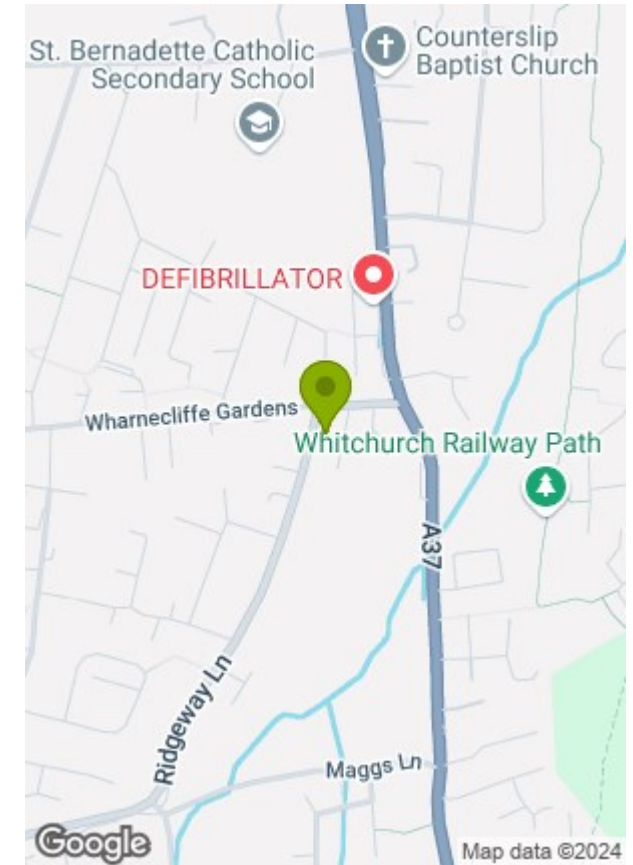 St. Bernadette Catholic
Secondary School
Counterslip
Baptist Church
DEFIBRILLATOR
Wharnecliffe Gardens
Whitchurch Railway Path
A37
Ridgeway Ln
Maggs Ln
Google
Map data ©2024